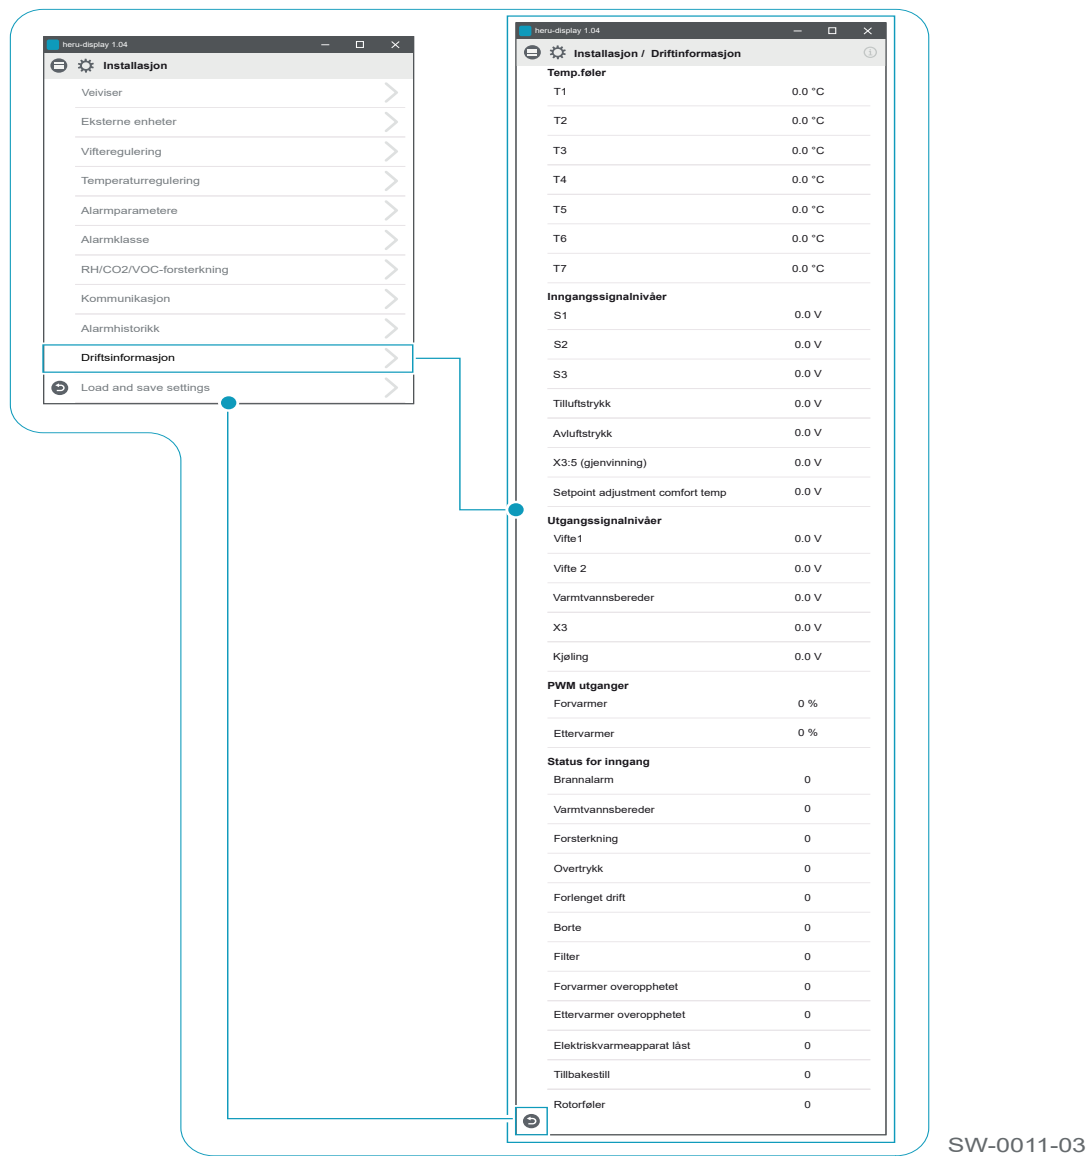 heru-display 1.04
Installasjon
Veiviser
Eksterne enheter
Vifteregulering
Temperaturregulering
Alarmparametere
Alarmklasse
RH/CO2/VOC-forsterkning
Kommunikasjon
Alarmhistorikk
Driftsinformasjon
Load and save settings
heru-display 1.04
Installasjon / Driftinformasjon
Temp.føler
T1 0.0 °C
T2 0.0 °C
T3 0.0 °C
T4 0.0 °C
T5 0.0 °C
T6 0.0 °C
T7 0.0 °C
Inngangssignalnivåer
S1 0.0 V
S2 0.0 V
S3 0.0 V
Tilluftstrykk 0.0 V
Avluftstrykk 0.0 V
X3:5 (gjenvinning) 0.0 V
Setpoint adjustment comfort temp 0.0 V
Utgangssignalnivåer
Vifte1 0.0 V
Vifte 2 0.0 V
Varmtvannsbereder 0.0 V
X3 0.0 V
Kjøling 0.0 V
PWM utganger
Forvarmer 0 %
Ettervarmer 0 %
Status for inngang
Brannalarm 0
Varmtvannsbereder 0
Forsterkning 0
Overtrykk 0
Forlenget drift 0
Borte 0
Filter 0
Forvarmer overopphetet 0
Ettervarmer overopphetet 0
Elektriskvarmeapparat låst 0
Tillbakestill 0
Rotorføler 0
SW-0011-03